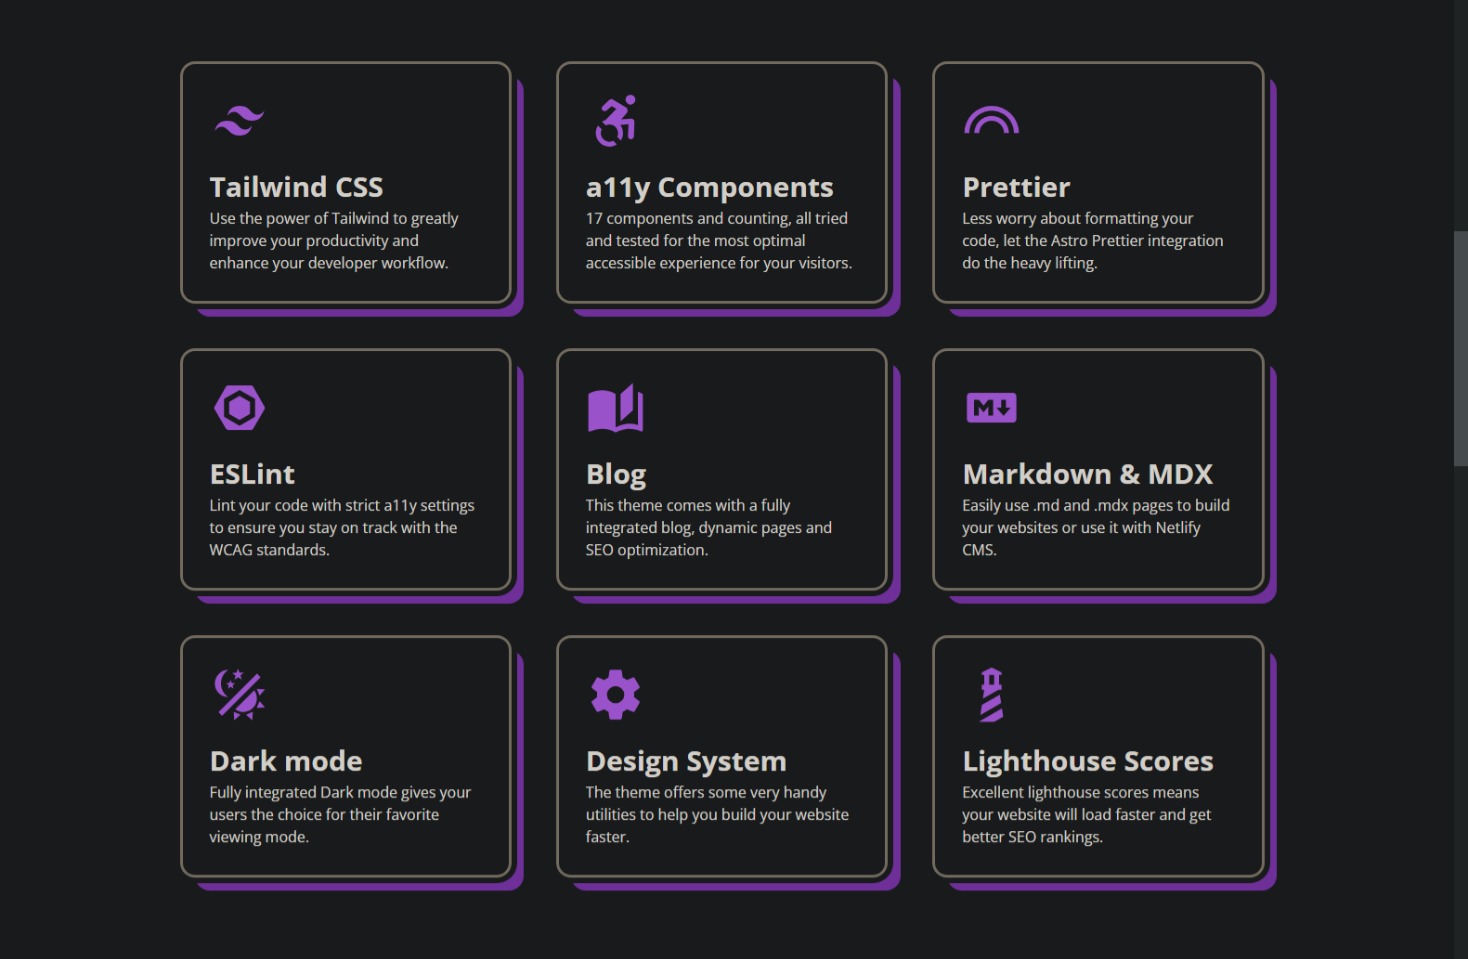 Tailwind CSS
Use the power of Tailwind to greatly
improve your productivity and
enhance your developer workflow.
a11y Components
17 components and counting, all tried
and tested for the most optimal
accessible experience for your visitors.
Prettier
Less worry about formatting your
code, let the Astro Prettier integration
do the heavy lifting.
ESLint
Lint your code with strict a11y settings
to ensure you stay on track with the
WCAG standards.
Blog
This theme comes with a fully
integrated blog, dynamic pages and
SEO optimization.
M
Markdown & MDX
Easily use .md and .mdx pages to build
your websites or use it with Netlify
CMS.
Dark mode
Fully integrated Dark mode gives your
users the choice for their favorite
viewing mode.
Design System
The theme offers some very handy
utilities to help you build your website
faster.
Lighthouse Scores
Excellent lighthouse scores means
your website will load faster and get
better SEO rankings.